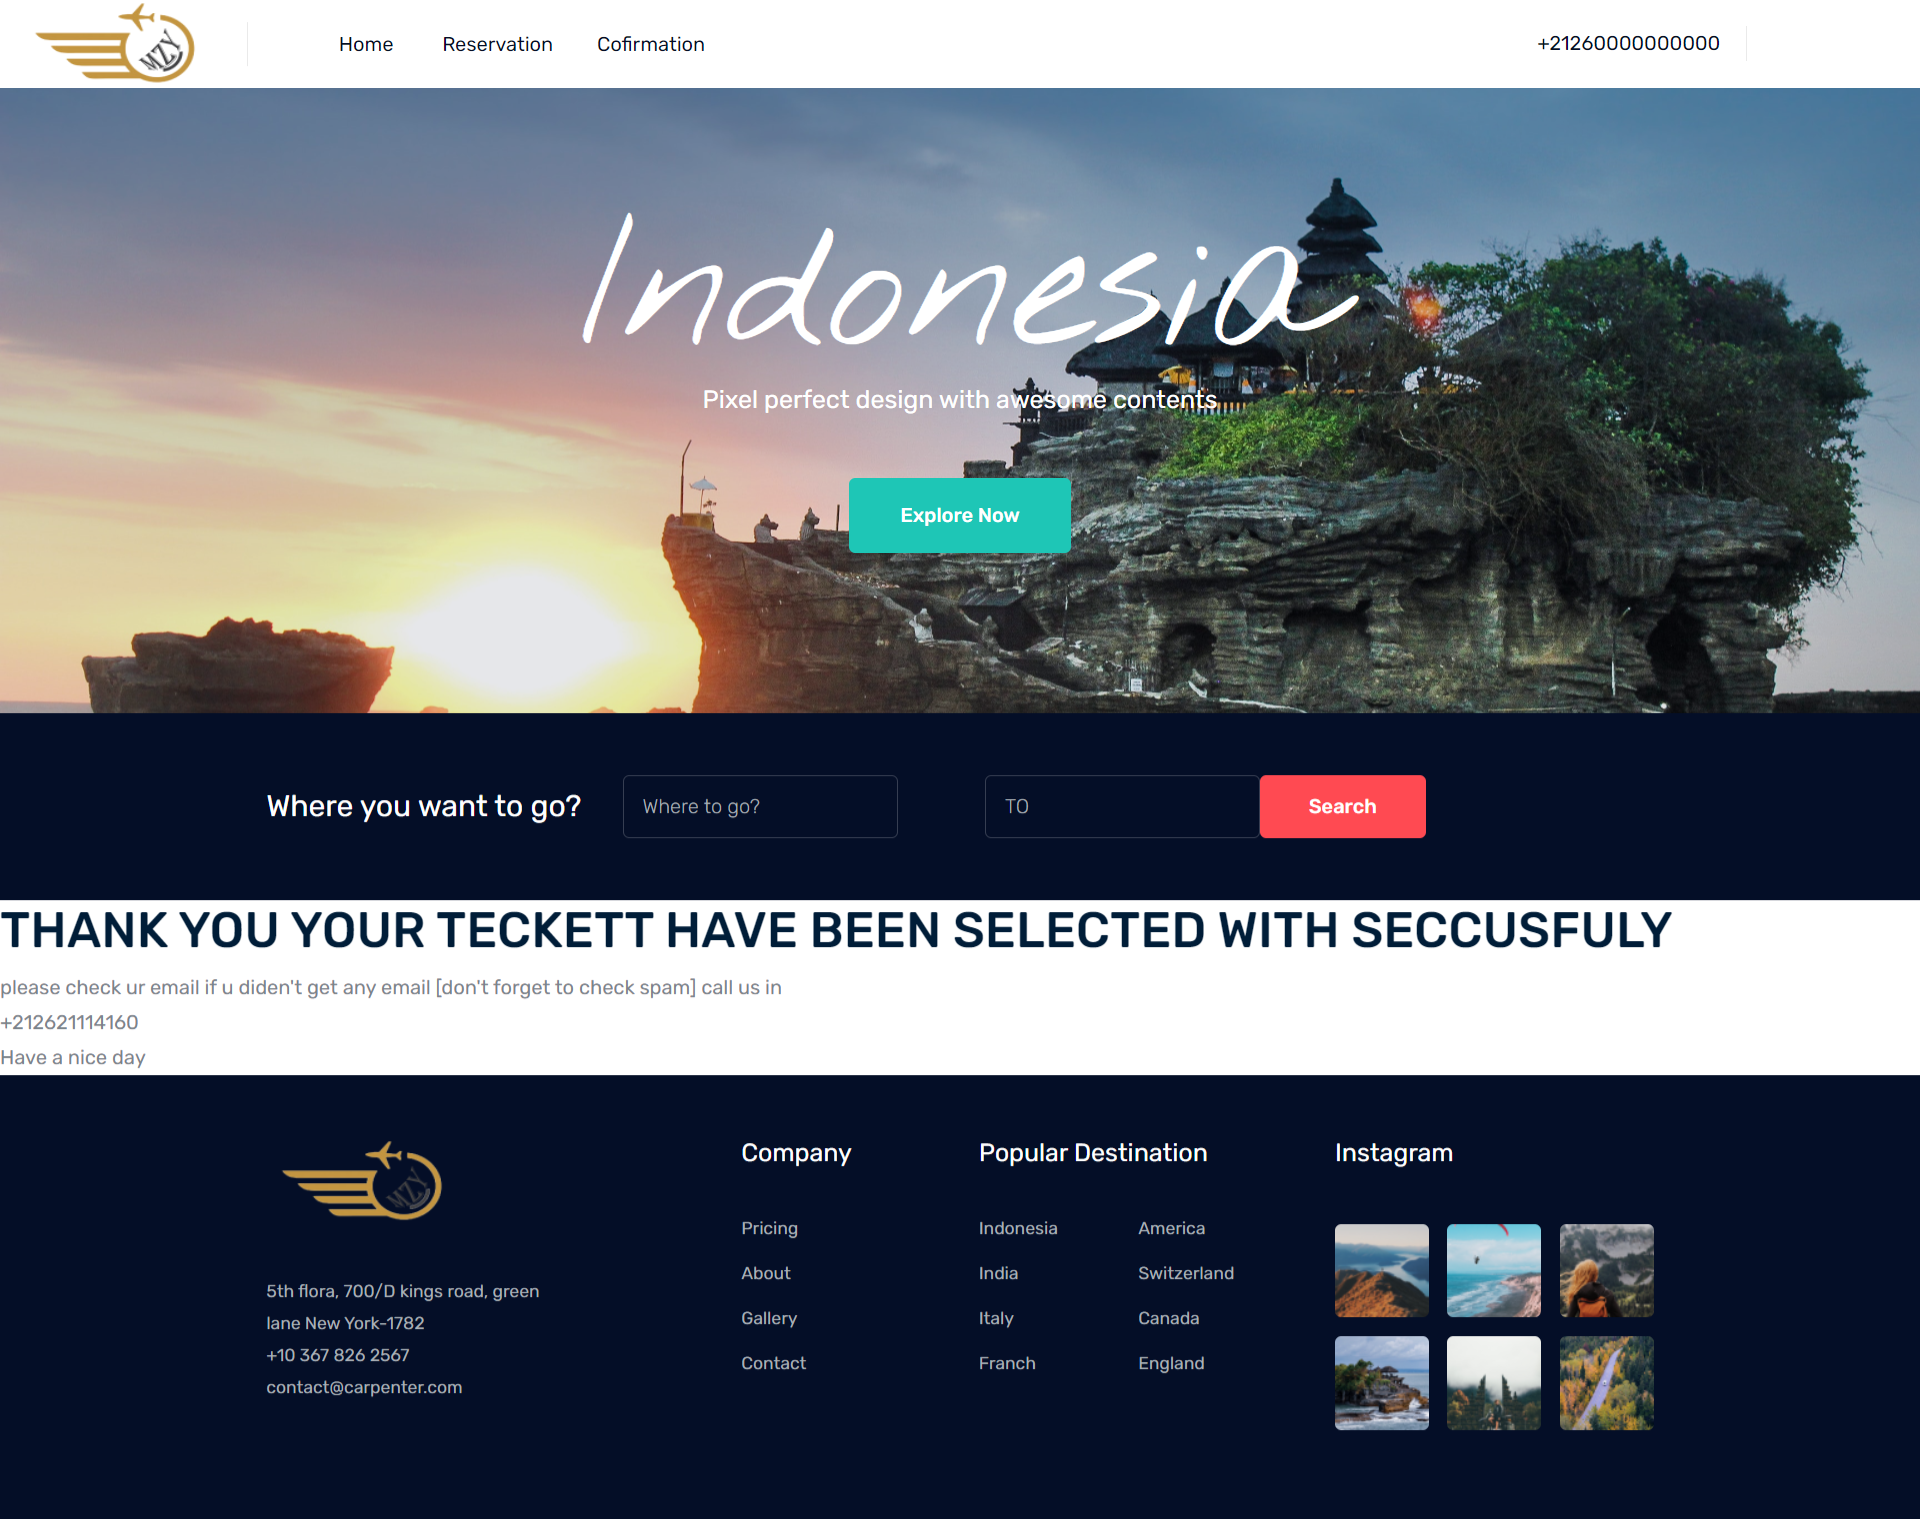 MZY
Home
Reservation
Cofirmation
+21260000000000
Indonesia
Pixel perfect design with awesome contents
Explore Now
Where you want to go?
Where to go?
TO
Search
THANK YOU YOUR TECKETT HAVE BEEN SELECTED WITH SECCUSFULY
please check ur email if u diden't get any email [don't forget to check spam] call us in
+212621114160
Have a nice day
MZY
5th flora, 700/D kings road, green
lane New York-1782
+10 367 826 2567
contact@carpenter.com
Company
Pricing
About
Gallery
Contact
Popular Destination
Indonesia
America
India
Switzerland
Italy
Canada
Franch
England
Instagram